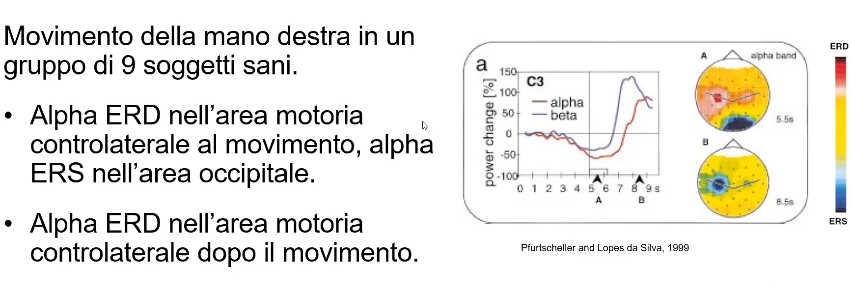 Movimento della mano destra in un
gruppo di 9 soggetti sani.
• Alpha ERD nell'area motoria
controlaterale al movimento, alpha
ERS nell'area occipitale.
• Alpha ERD nell'area motoria
controlaterale dopo il movimento.
a
C3
power change [%]
150
100
50
0
-50
-100
alpha
beta
0 1 2 3 4 5 6 7 8 9 s
A B
A alpha band
5.5s
B
8.5s
ERD
ERS
Pfurtscheller and Lopes da Silva, 1999